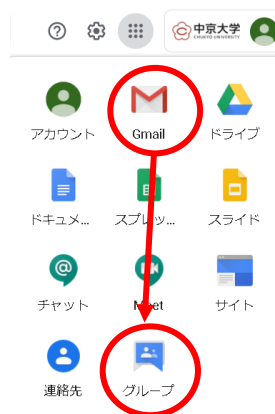 中京大学
CHUKYO UNIVERSITY
アカウント Gmail ドライブ
ドキュメ... スプレッ... スライド
チャット Meet サイト
連絡先 グループ